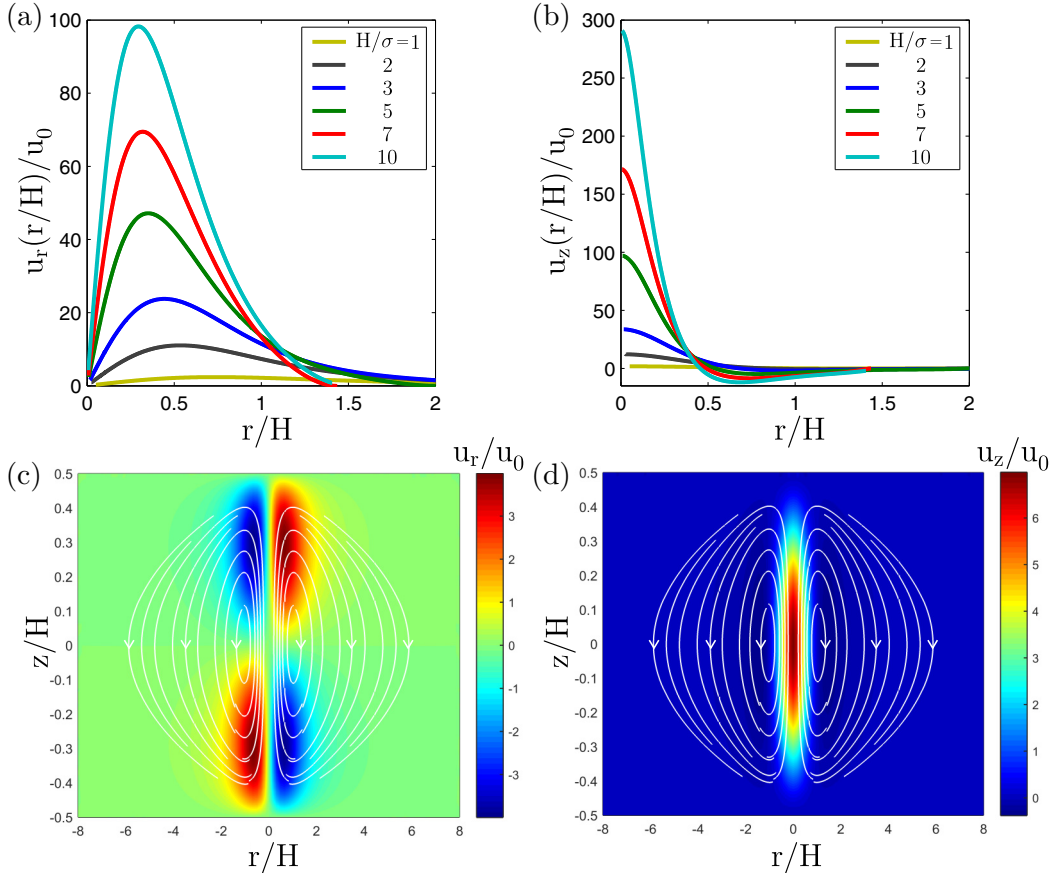 (a)
100
80
60
40
20
0
u_r(r/H)/u_0
H/σ=1
2
3
5
7
10
0 0.5 1 1.5 2
r/H
(b)
300
250
200
150
100
50
0
u_z(r/H)/u_0
H/σ=1
2
3
5
7
10
0 0.5 1 1.5 2
r/H
(c)
u_r/u_0
0.5
0.4
0.3
0.2
0.1
0
-0.1
-0.2
-0.3
-0.4
-0.5
z/H
-8 -6 -4 -2 0 2 4 6 8
r/H
3
2
1
0
-1
-2
-3
(d)
u_z/u_0
0.5
0.4
0.3
0.2
0.1
0
-0.1
-0.2
-0.3
-0.4
-0.5
z/H
-8 -6 -4 -2 0 2 4 6 8
r/H
6
5
4
3
2
1
0